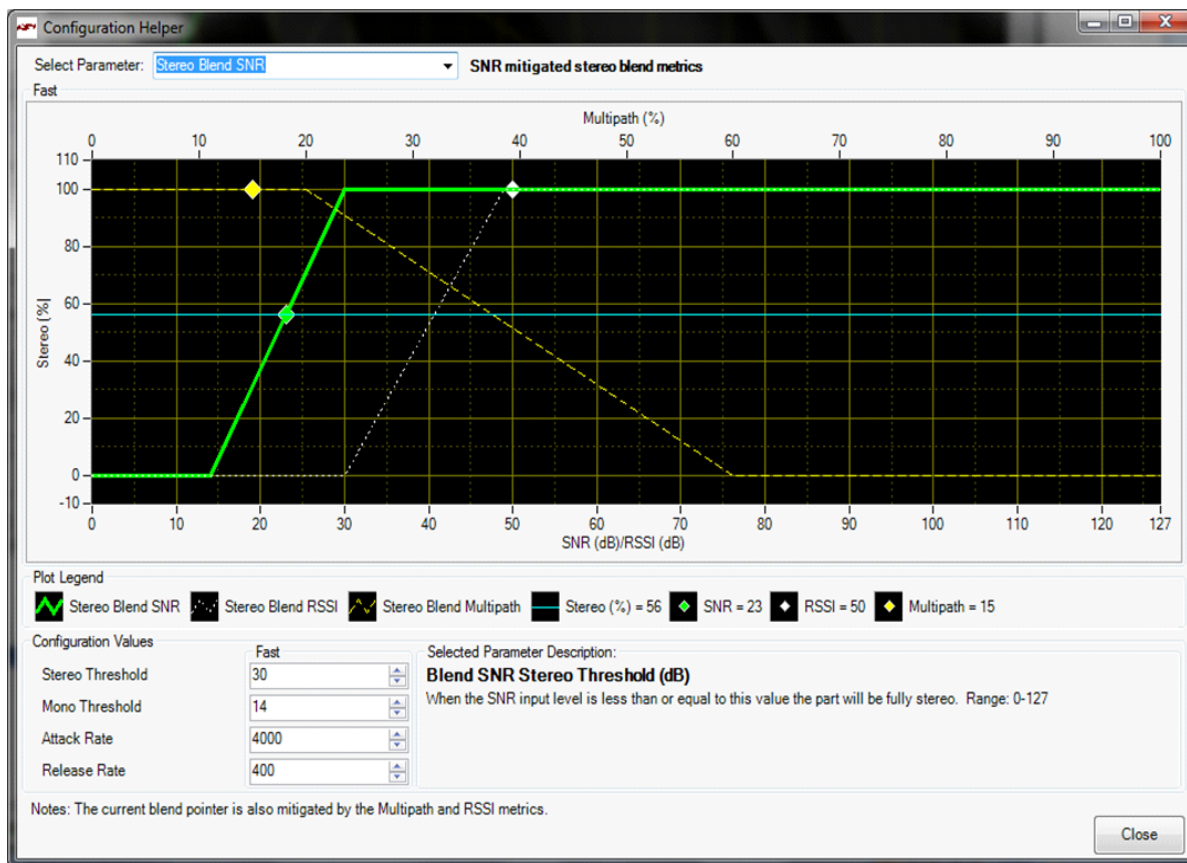 Configuration Helper
Select Parameter: Stereo Blend SNR SNR mitigated stereo blend metrics
Fast
Multipath (%)
0 10 20 30 40 50 60 70 80 90 100
110
100
80
60
40
20
0
-10
Stereo (%|
0 10 20 30 40 50 60 70 80 90 100 110 120 127
SNR (dB)/RSSI (dB)
Plot Legend
Stereo Blend SNR Stereo Blend RSSI Stereo Blend Multipath Stereo (%) = 56 SNR = 23 RSSI = 50 Multipath = 15
Configuration Values
Fast
Stereo Threshold 30
Mono Threshold 14
Attack Rate 4000
Release Rate 400
Selected Parameter Description:
Blend SNR Stereo Threshold (dB)
When the SNR input level is less than or equal to this value the part will be fully stereo. Range: 0-127
Notes: The current blend pointer is also mitigated by the Multipath and RSSI metrics.
Close